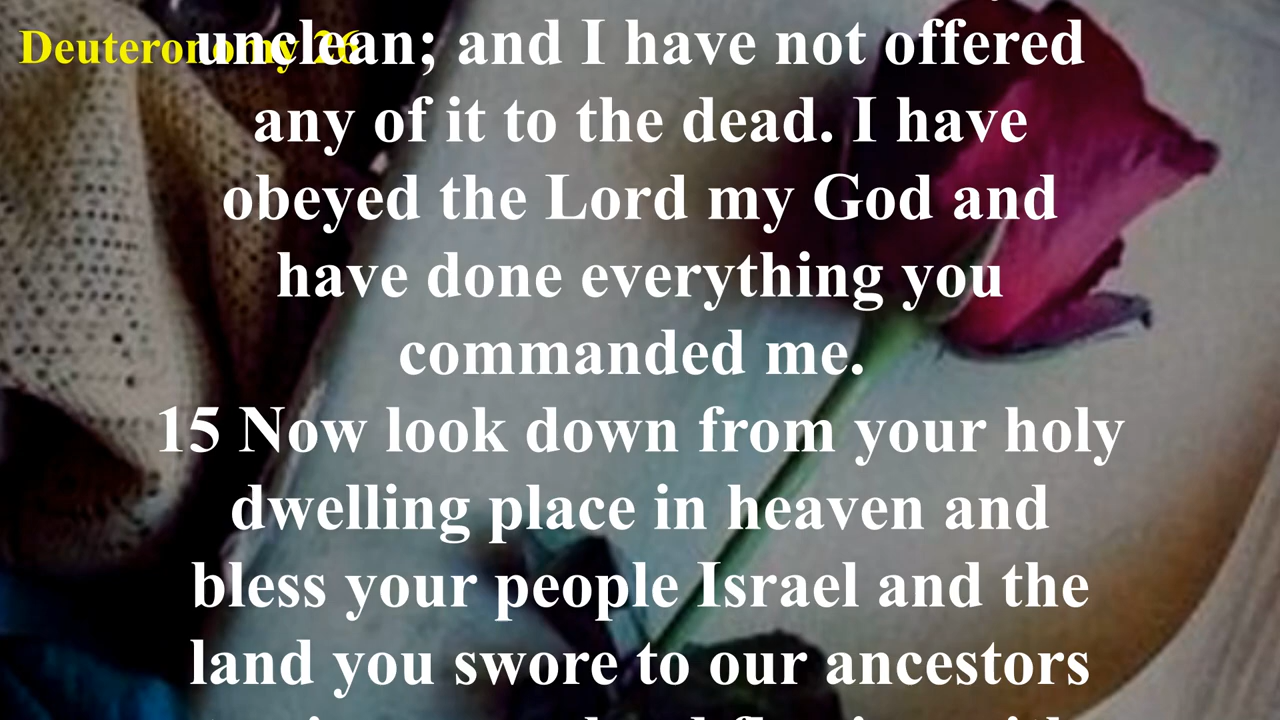 Deuteronomy 26
unclean; and I have not offered
any of it to the dead. I have
obeyed the Lord my God and
have done everything you
commanded me.
15 Now look down from your holy
dwelling place in heaven and
bless your people Israel and the
land you swore to our ancestors